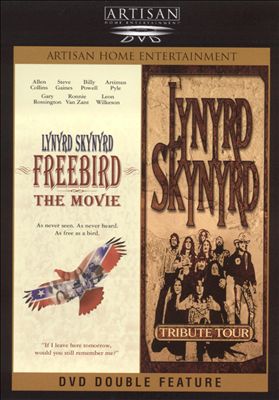 ARTISAN
HOME ENTERTAINMENT
DVD
ARTISAN HOME ENTERTAINMENT
Allen Collins
Steve Gaines
Billy Powell
Artimus Pyle
Gary Rossington
Ronnie Van Zant
Leon Wilkeson
LYNYRD SKYNYRD
FREEBIRD
THE MOVIE
As never seen. As never heard.
As free as a bird.
"If I leave here tomorrow,
would you still remember me?"
LYNYRD
SKYNYRD
TRIBUTE TOUR
DVD DOUBLE FEATURE